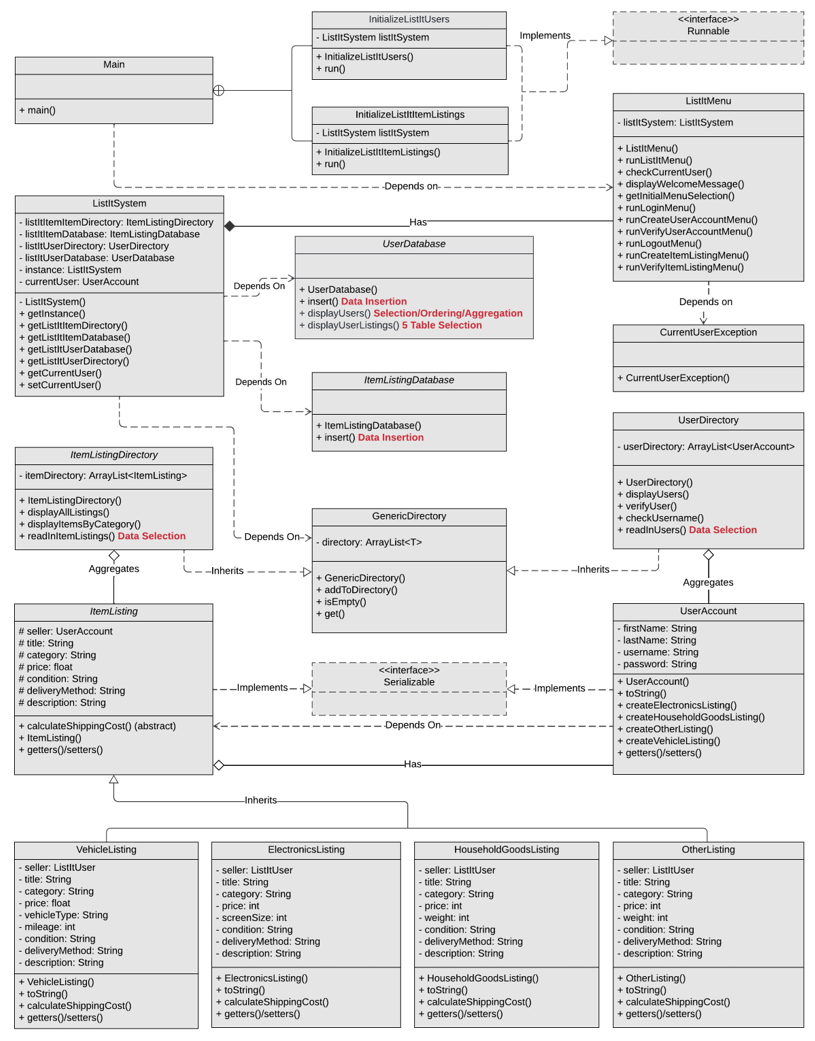 InitializeListItUsers
- ListSystem listItSystem
+ InitializeListItUsers()
+ run()
Implements
<<interface>>
Runnable
Main
+ main()
InitializeListItItemListings
- ListSystem listItSystem
+ InitializeListItItemListings()
+ run()
ListItMenu
- listItSystem: ListItSystem
+ ListItMenu()
+ runListItMenu()
+ checkCurrentUser()
+ displayWelcomeMessage()
+ getInitialMenuSelection()
+ runLoginMenu()
+ runCreateUserAccountMenu()
+ runVerifyUserAccountMenu()
+ runLogoutMenu()
+ runCreateItemListingMenu()
+ runVerifyItemListingMenu()
Depends on
ListItSystem
- listItItemItemDirectory: ItemListingDirectory
- listItItemDatabase: ItemListingDatabase
- listItUserDirectory: UserDirectory
- listItUserDatabase: UserDatabase
- instance: ListItSystem
- currentUser: UserAccount
- ListItSystem()
+ getInstance()
+ getListItItemDirectory()
+ getListItItemDatabase()
+ getListItUserDatabase()
+ getListItUserDirectory()
+ getCurrentUser()
+ setCurrentUser()
Has
UserDatabase
+ UserDatabase()
+ insert() Data Insertion
+ displayUsers() Selection/Ordering/Aggregation
+ displayUserListings() 5 Table Selection
Depends On
Depends on
CurrentUserException
+ CurrentUserException()
ItemListingDatabase
+ ItemListingDatabase()
+ insert() Data Insertion
Depends On
UserDirectory
- userDirectory: ArrayList<UserAccount>
+ UserDirectory()
+ displayUsers()
+ verifyUser()
+ checkUsername()
+ readInUsers() Data Selection
ItemListingDirectory
- itemDirectory: ArrayList<ItemListing>
+ ItemListingDirectory()
+ displayAllListings()
+ displayItemsByCategory()
+ readInItemListings() Data Selection
GenericDirectory
- directory: ArrayList<T>
+ GenericDirectory()
+ addToDirectory()
+ isEmpty()
+ get()
Depends On
Inherits
Inherits
Aggregates
Aggregates
ItemListing
# seller: UserAccount
# title: String
# category: String
# price: float
# condition: String
# deliveryMethod: String
# description: String
+ calculateShippingCost() (abstract)
+ ItemListing()
+ getters()/setters()
<<interface>>
Serializable
Implements
Implements
UserAccount
- firstName: String
- lastName: String
- username: String
- password: String
+ UserAccount()
+ toString()
+ createElectronicsListing()
+ createHouseholdGoodsListing()
+ createOtherListing()
+ createVehicleListing()
+ getters()/setters()
Depends On
Has
Inherits
VehicleListing
- seller: ListItUser
- title: String
- category: String
- price: float
- vehicleType: String
- mileage: int
- condition: String
- deliveryMethod: String
- description: String
+ VehicleListing()
+ toString()
+ calculateShippingCost()
+ getters()/setters()
ElectronicsListing
- seller: ListItUser
- title: String
- category: String
- price: int
- screenSize: int
- condition: String
- deliveryMethod: String
- description: String
+ ElectronicsListing()
+ toString()
+ calculateShippingCost()
+ getters()/setters()
HouseholdGoodsListing
- seller: ListItUser
- title: String
- category: String
- price: int
- weight: int
- condition: String
- deliveryMethod: String
- description: String
+ HouseholdGoodsListing()
+ toString()
+ calculateShippingCost()
+ getters()/setters()
OtherListing
- seller: ListItUser
- title: String
- category: String
- price: int
- weight: int
- condition: String
- deliveryMethod: String
- description: String
+ OtherListing()
+ toString()
+ calculateShippingCost()
+ getters()/setters()